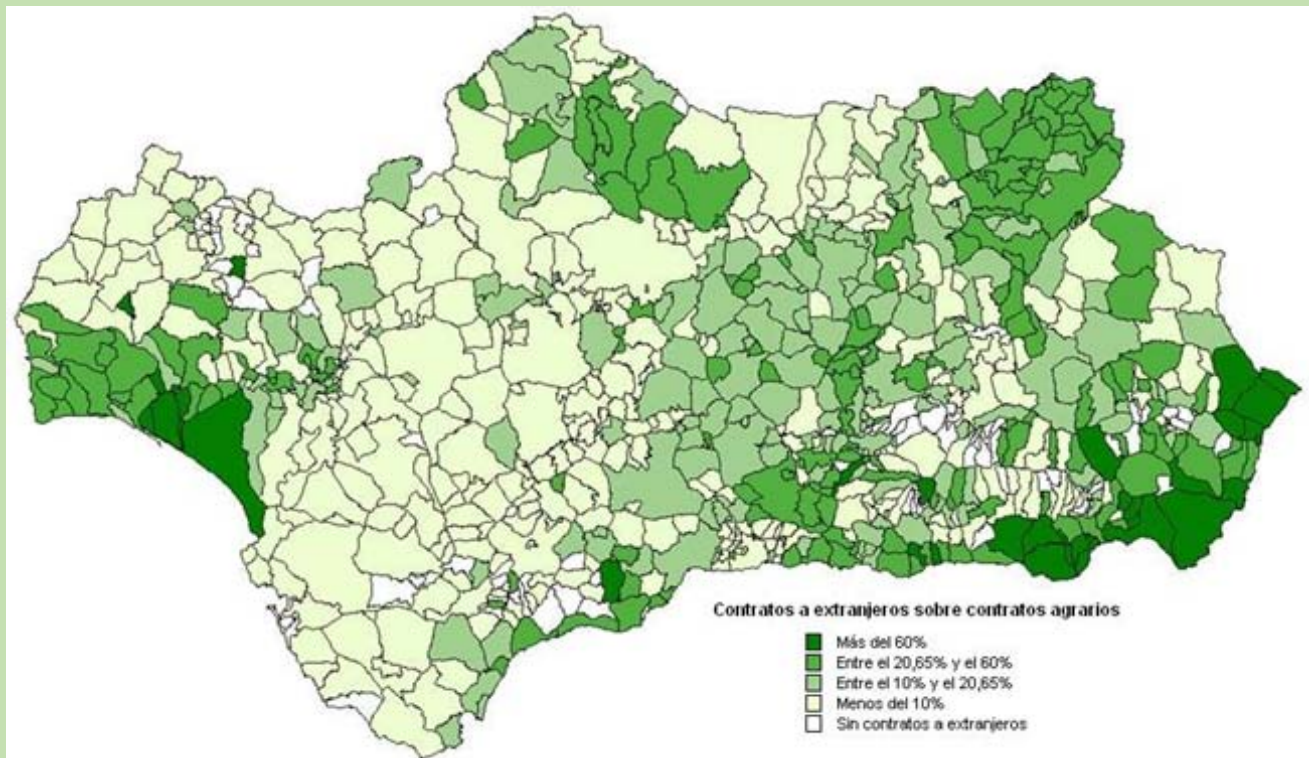 Contratos a extranjeros sobre contratos agrarios
Más del 60%
Entre el 20,65% y el 60%
Entre el 10% y el 20,65%
Menos del 10%
Sin contratos a extranjeros